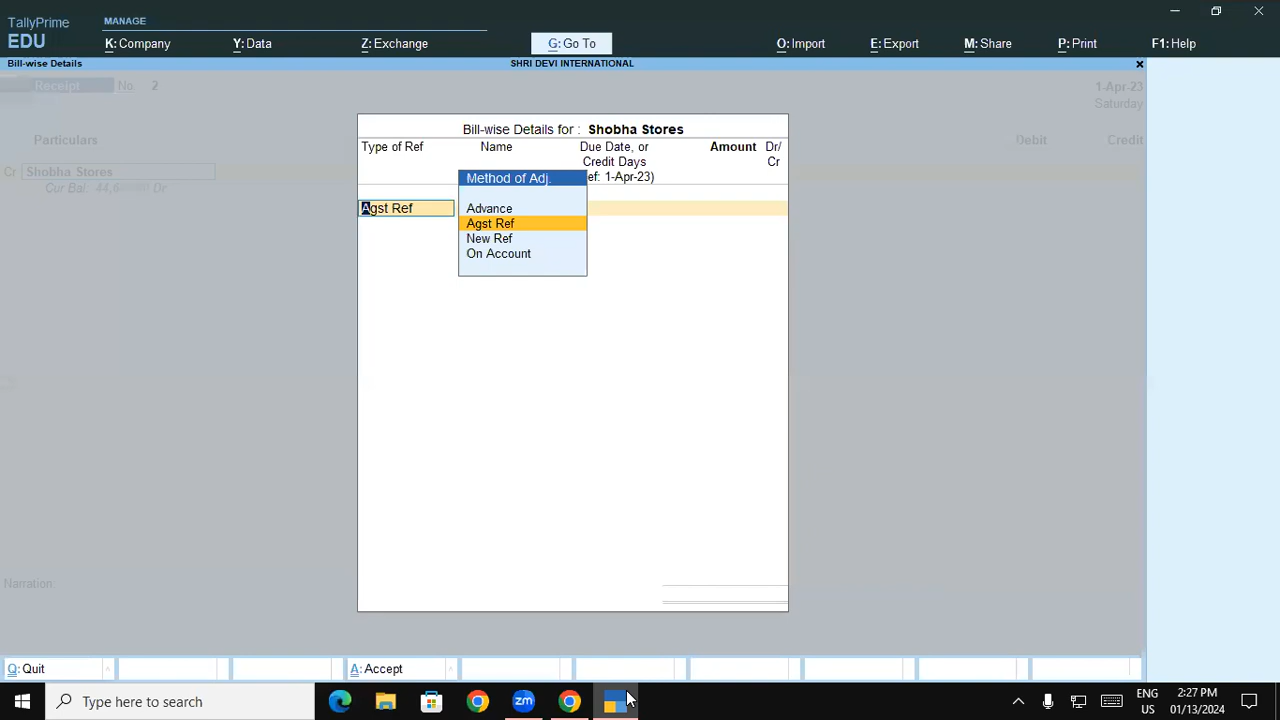 TallyPrime
EDU
MANAGE
K:Company
Y:Data
Z:Exchange
G:Go To
O:Import
E:Export
M:Share
P:Print
F1:Help
Bill-wise Details
SHRI DEVI INTERNATIONAL
Receipt No. 2
1-Apr-23
Saturday
Particulars
Debit Credit
Cr Shobha Stores
Cur Bal: Dr
Bill-wise Details for : Shobha Stores
Type of Ref Name Due Date, or Amount Dr/
Credit Days Cr
ef: 1-Apr-23)
Method of Adj.
Agst Ref
Advance
Agst Ref
New Ref
On Account
Narration
Q:Quit
A:Accept
Type here to search
zm
ENG
US
2:27 PM
01/13/2024